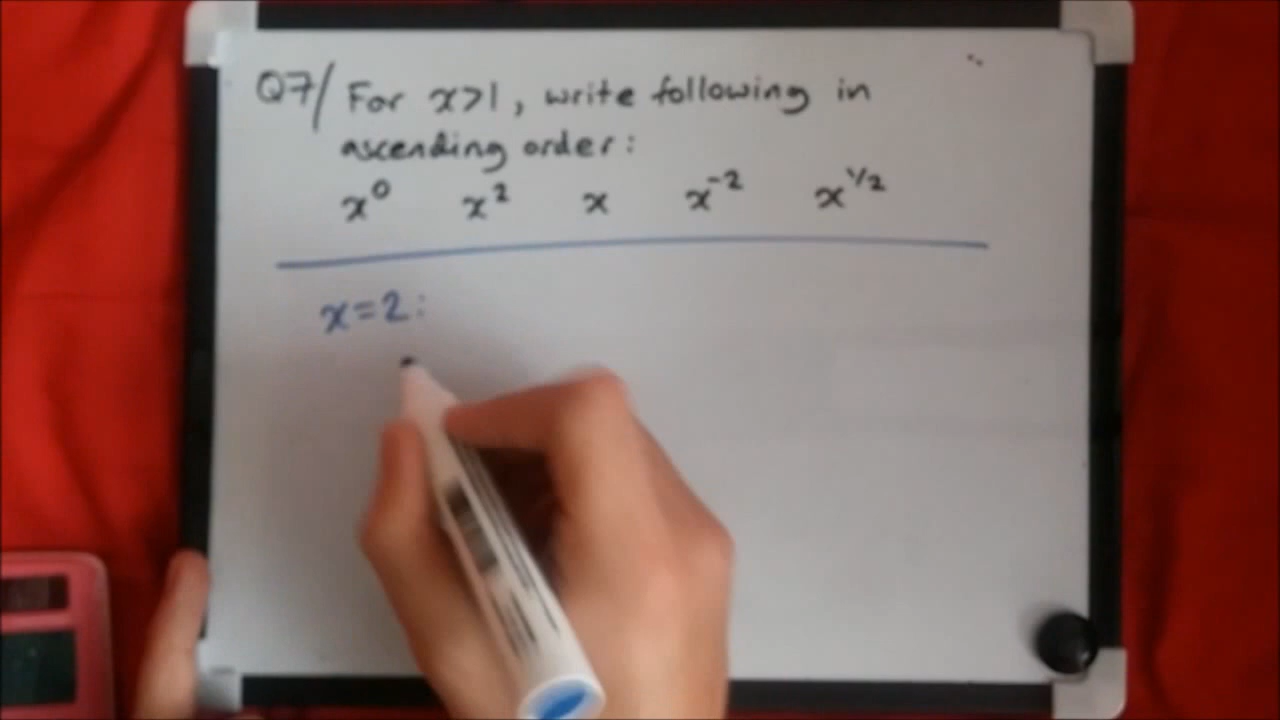 Q7/ For x>1, write following in
ascending order:
x⁰ x² x x⁻² x^1/2
x=2: